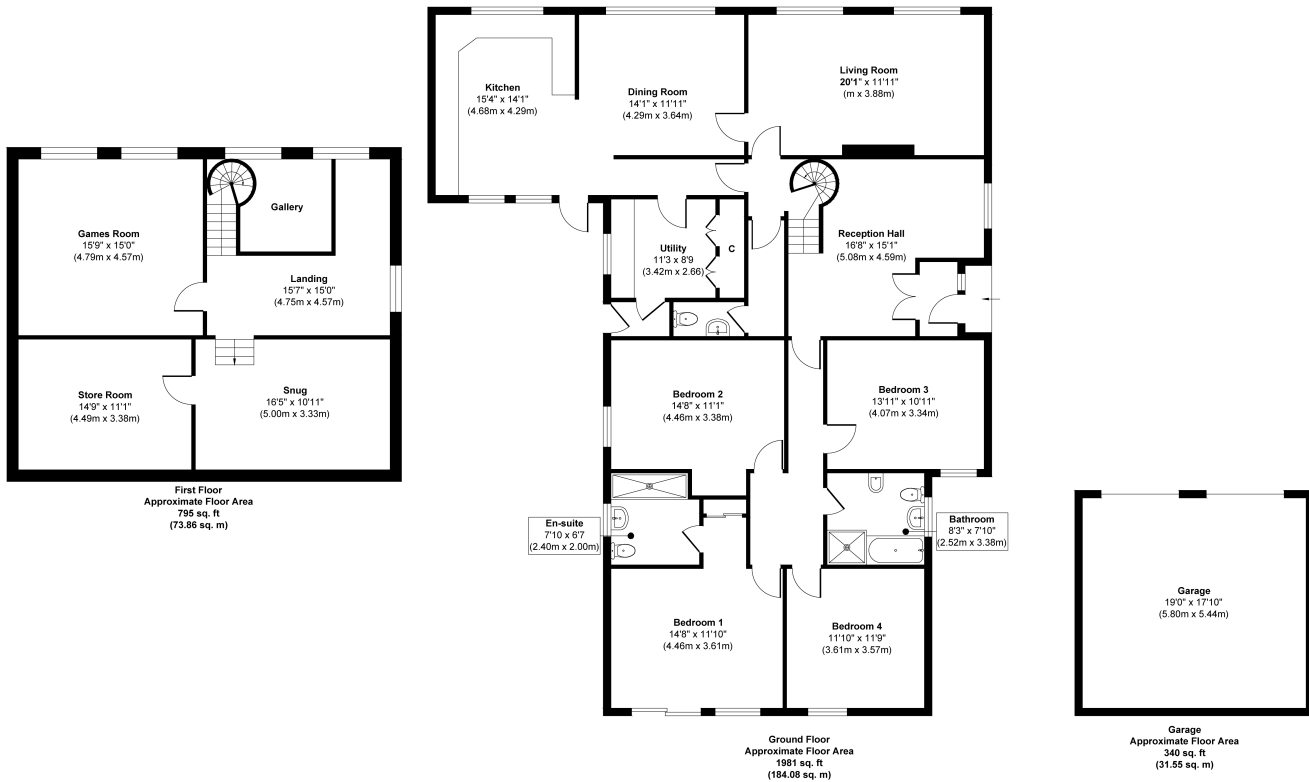 Kitchen
15'4" x 14'1"
(4.68m x 4.29m)
Dining Room
14'1" x 11'11"
(4.29m x 3.64m)
Living Room
20'1" x 11'11"
(m x 3.88m)
Games Room
15'9" x 15'0"
(4.79m x 4.57m)
Gallery
Landing
15'7" x 15'0"
(4.75m x 4.57m)
Store Room
14'9" x 11'1"
(4.49m x 3.38m)
Snug
16'5" x 10'11"
(5.00m x 3.33m)
First Floor
Approximate Floor Area
795 sq. ft
(73.86 sq. m)
Utility
11'3 x 8'9
(3.42m x 2.66)
C
Reception Hall
16'8" x 15'1"
(5.08m x 4.59m)
Bedroom 2
14'8" x 11'1"
(4.46m x 3.38m)
Bedroom 3
13'11" x 10'11"
(4.07m x 3.34m)
En-suite
7'10 x 6'7
(2.40m x 2.00m)
Bathroom
8'3" x 7'10"
(2.52m x 3.38m)
Bedroom 1
14'8" x 11'10"
(4.46m x 3.61m)
Bedroom 4
11'10" x 11'9"
(3.61m x 3.57m)
Ground Floor
Approximate Floor Area
1981 sq. ft
(184.08 sq. m)
Garage
19'0" x 17'10"
(5.80m x 5.44m)
Garage
Approximate Floor Area
340 sq. ft
(31.55 sq. m)